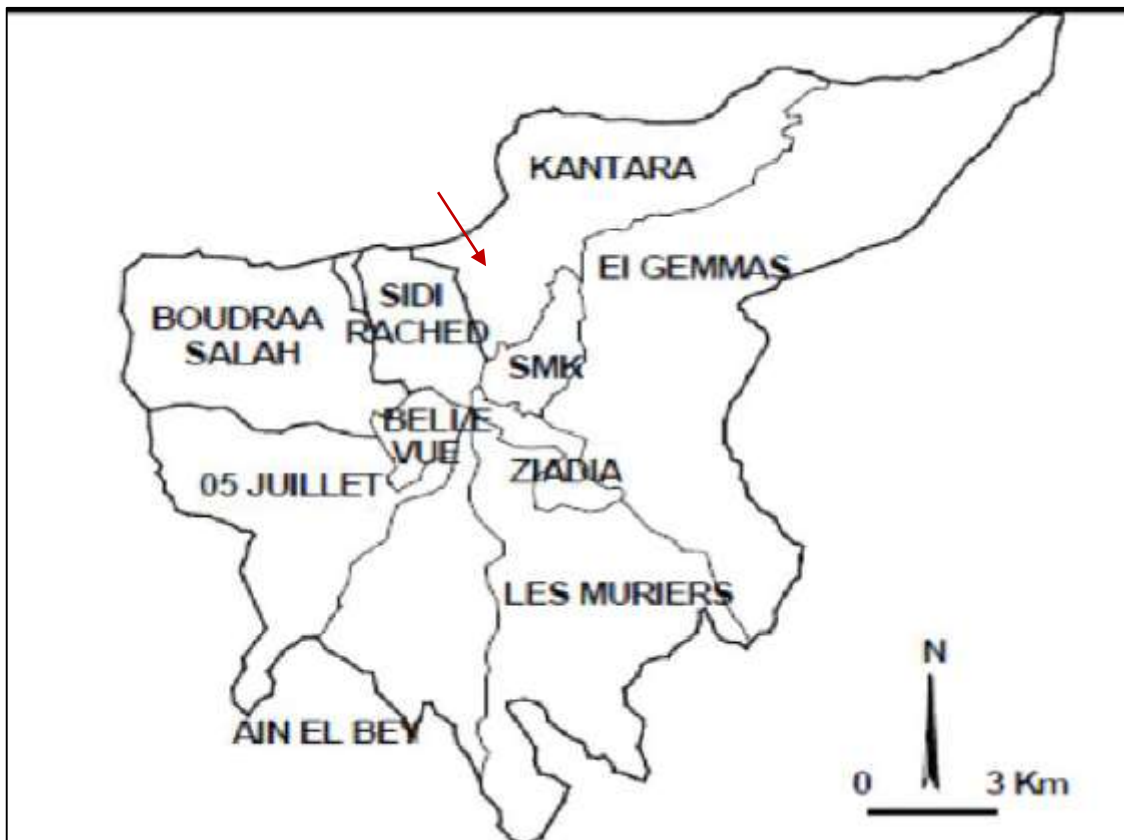 KANTARA
EI GEMMAS
SIDI
RACHED
BOUDRAA
SALAH
SMK
BELLE
VUE
ZIADIA
05 JUILLET
LES MURIERS
AIN EL BEY
N
0 3 Km